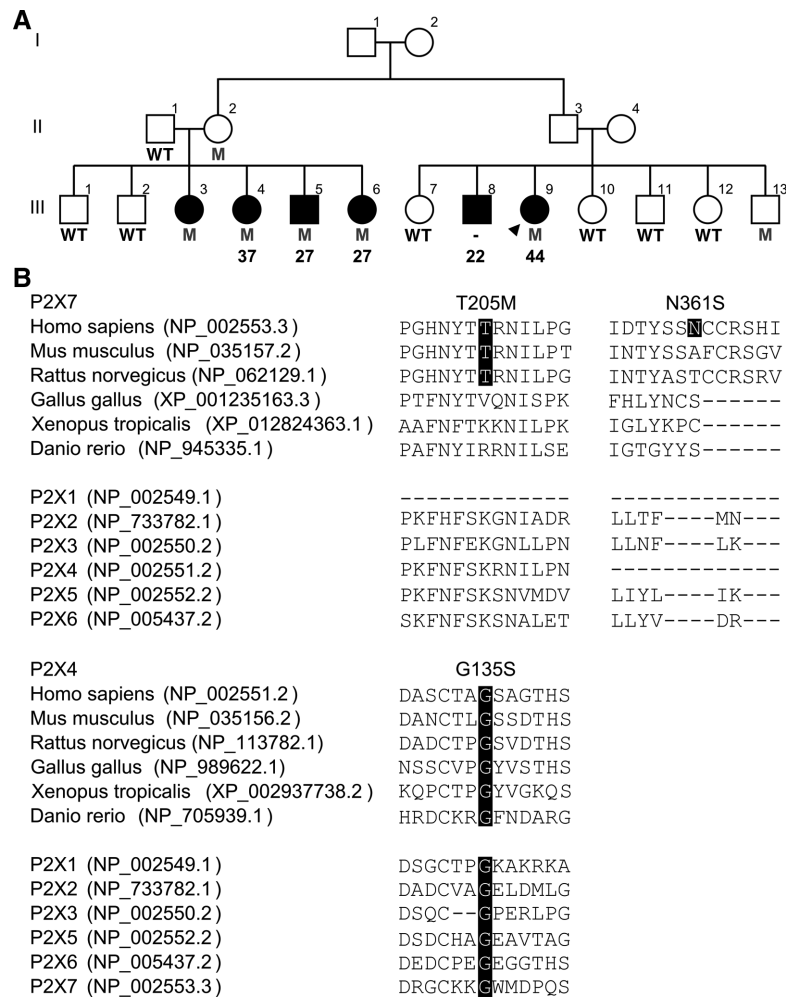 A
I
1 2
II
1 2 3 4
WT M
III
1 2 3 4 5 6 7 8 9 10 11 12 13
WT WT M M M M WT - M WT WT WT M
37 27 27 22 44
B
P2X7 T205M N361S
Homo sapiens (NP_002553.3) PGHNYTTRNILPG IDTYSSNCCRSHI
Mus musculus (NP_035157.2) PGHNYTTRNILPT INTYSSAFCRSGV
Rattus norvegicus (NP_062129.1) PGHNYTTRNILPG INTYASTCCRSRV
Gallus gallus (XP_001235163.3) PTFNYTVQNISPK FHLYNCS------
Xenopus tropicalis (XP_012824363.1) AAFNFTKKNILPK IGLYKPC------
Danio rerio (NP_945335.1) PAFNYIRRNILSE IGTGYYS------
P2X1 (NP_002549.1) ------------- -------------
P2X2 (NP_733782.1) PKFHFSKGNIADR LLTF----MN---
P2X3 (NP_002550.2) PLFNFEKGNLLPN LLNF----LK---
P2X4 (NP_002551.2) PKFNFSKRNILPN -------------
P2X5 (NP_002552.2) PKFNFSKSNVMDV LIYL----IK---
P2X6 (NP_005437.2) SKFNFSKSNALET LLYV----DR---
P2X4 G135S
Homo sapiens (NP_002551.2) DASCTAGSAGTHS
Mus musculus (NP_035156.2) DANCTLGSSDTHS
Rattus norvegicus (NP_113782.1) DADCTPGSVDTHS
Gallus gallus (NP_989622.1) NSSCVPGYVSTHS
Xenopus tropicalis (XP_002937738.2) KQPCTPGYVGKQS
Danio rerio (NP_705939.1) HRDCKRGFNDARG
P2X1 (NP_002549.1) DSGCTPGKAKRKA
P2X2 (NP_733782.1) DADCVAGELDMLG
P2X3 (NP_002550.2) DSQC--GPERLPG
P2X5 (NP_002552.2) DSDCHAGEAVTAG
P2X6 (NP_005437.2) DEDCPEGEGGTHS
P2X7 (NP_002553.3) DRGCKKGWMDPQS